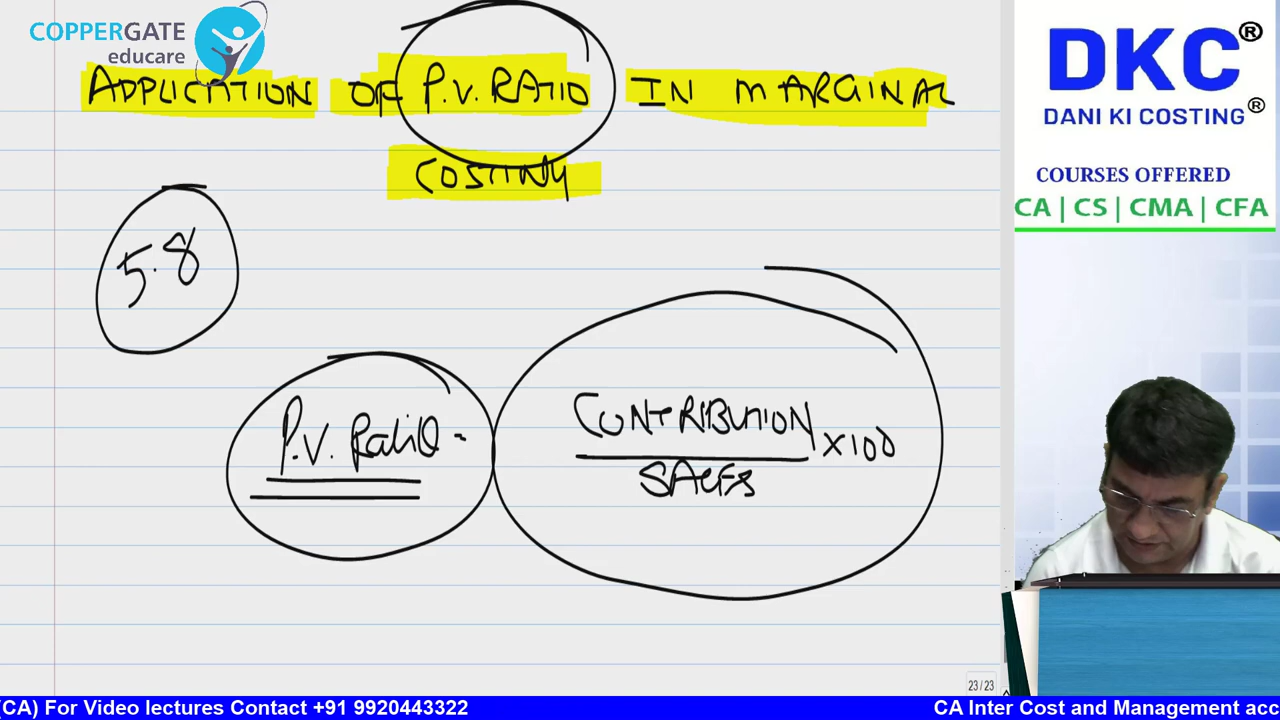 COPPERGATE
educare
APPLICATION OF P.V. RATIO IN MARGINAL
COSTING
5.8
P.V. Ratio =
CONTRIBUTION
SALES
×100
23/23
DKC®
DANI KI COSTING®
COURSES OFFERED
CA | CS | CMA | CFA
(CA) For Video lectures Contact +91 9920443322
CA Inter Cost and Management acc